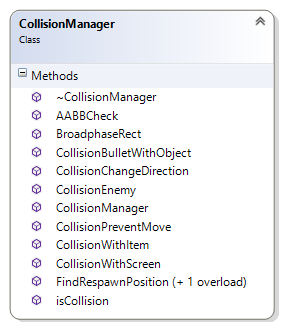 CollisionManager
Class
Methods
~CollisionManager
AABBCheck
BroadphaseRect
CollisionBulletWithObject
CollisionChangeDirection
CollisionEnemy
CollisionManager
CollisionPreventMove
CollisionWithItem
CollisionWithScreen
FindRespawnPosition (+ 1 overload)
isCollision